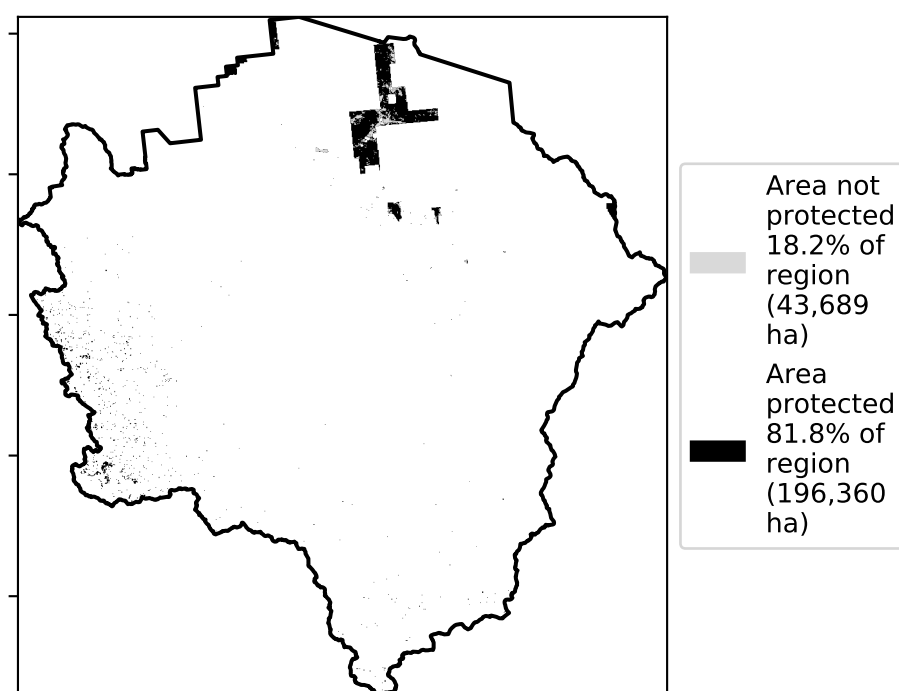 Area not
protected
18.2% of
region
(43,689
ha)
Area
protected
81.8% of
region
(196,360
ha)